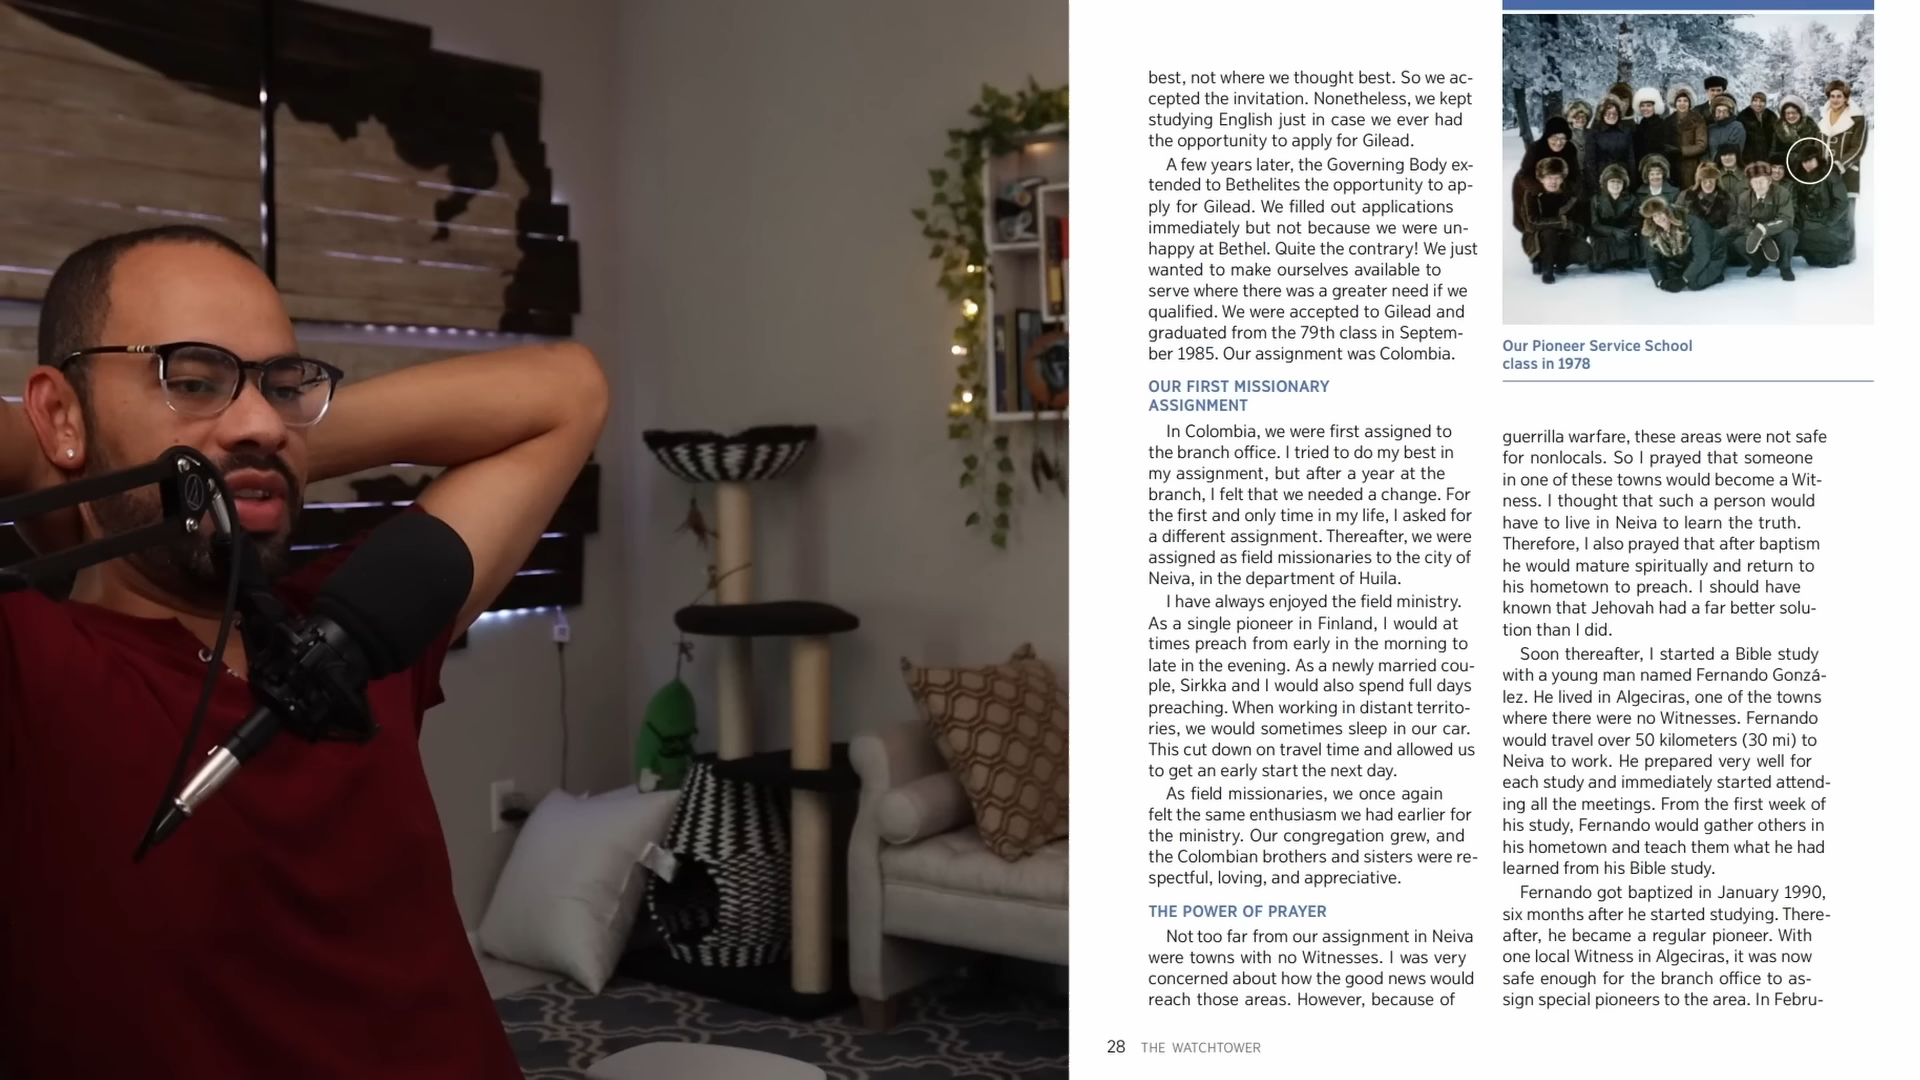 best, not where we thought best. So we ac-
cepted the invitation. Nonetheless, we kept
studying English just in case we ever had
the opportunity to apply for Gilead.
A few years later, the Governing Body ex-
tended to Bethelites the opportunity to ap-
ply for Gilead. We filled out applications
immediately but not because we were un-
happy at Bethel. Quite the contrary! We just
wanted to make ourselves available to
serve where there was a greater need if we
qualified. We were accepted to Gilead and
graduated from the 79th class in Septem-
ber 1985. Our assignment was Colombia.
OUR FIRST MISSIONARY
ASSIGNMENT
In Colombia, we were first assigned to
the branch office. I tried to do my best in
my assignment, but after a year at the
branch, I felt that we needed a change. For
the first and only time in my life, I asked for
a different assignment. Thereafter, we were
assigned as field missionaries to the city of
Neiva, in the department of Huila.
I have always enjoyed the field ministry.
As a single pioneer in Finland, I would at
times preach from early in the morning to
late in the evening. As a newly married cou-
ple, Sirkka and I would also spend full days
preaching. When working in distant territo-
ries, we would sometimes sleep in our car.
This cut down on travel time and allowed us
to get an early start the next day.
As field missionaries, we once again
felt the same enthusiasm we had earlier for
the ministry. Our congregation grew, and
the Colombian brothers and sisters were re-
spectful, loving, and appreciative.
THE POWER OF PRAYER
Not too far from our assignment in Neiva
were towns with no Witnesses. I was very
concerned about how the good news would
reach those areas. However, because of
Our Pioneer Service School
class in 1978
guerrilla warfare, these areas were not safe
for nonlocals. So I prayed that someone
in one of these towns would become a Wit-
ness. I thought that such a person would
have to live in Neiva to learn the truth.
Therefore, I also prayed that after baptism
he would mature spiritually and return to
his hometown to preach. I should have
known that Jehovah had a far better solu-
tion than I did.
Soon thereafter, I started a Bible study
with a young man named Fernando Gonzá-
lez. He lived in Algeciras, one of the towns
where there were no Witnesses. Fernando
would travel over 50 kilometers (30 mi) to
Neiva to work. He prepared very well for
each study and immediately started attend-
ing all the meetings. From the first week of
his study, Fernando would gather others in
his hometown and teach them what he had
learned from his Bible study.
Fernando got baptized in January 1990,
six months after he started studying. There-
after, he became a regular pioneer. With
one local Witness in Algeciras, it was now
safe enough for the branch office to as-
sign special pioneers to the area. In Febru-
28 THE WATCHTOWER